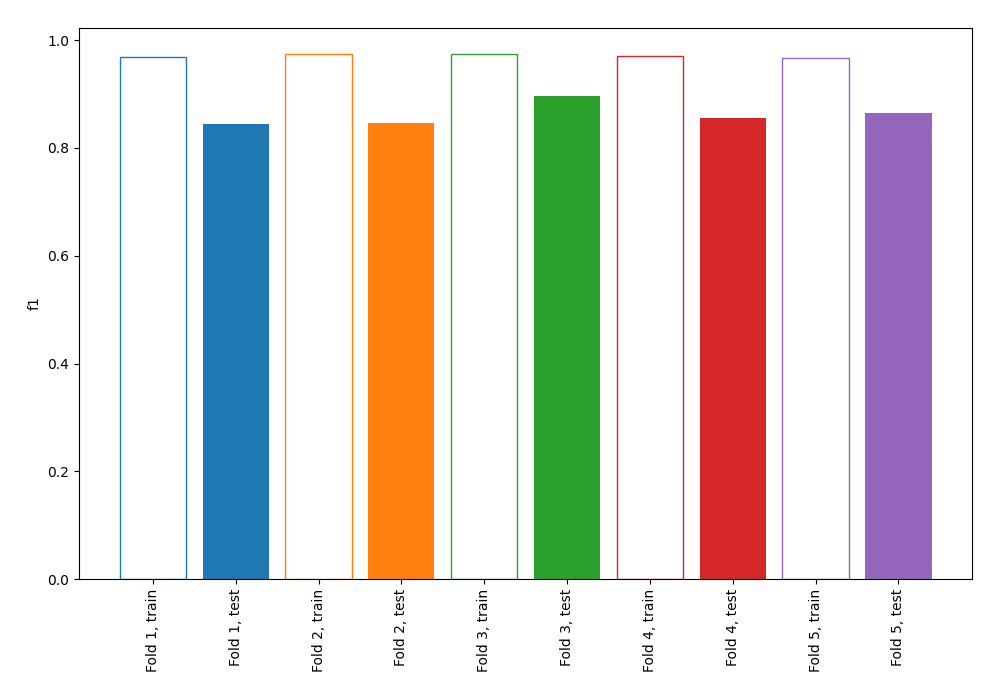 1.0
0.8
0.6
0.4
0.2
0.0
f1
Fold 1, train
Fold 1, test
Fold 2, train
Fold 2, test
Fold 3, train
Fold 3, test
Fold 4, train
Fold 4, test
Fold 5, train
Fold 5, test